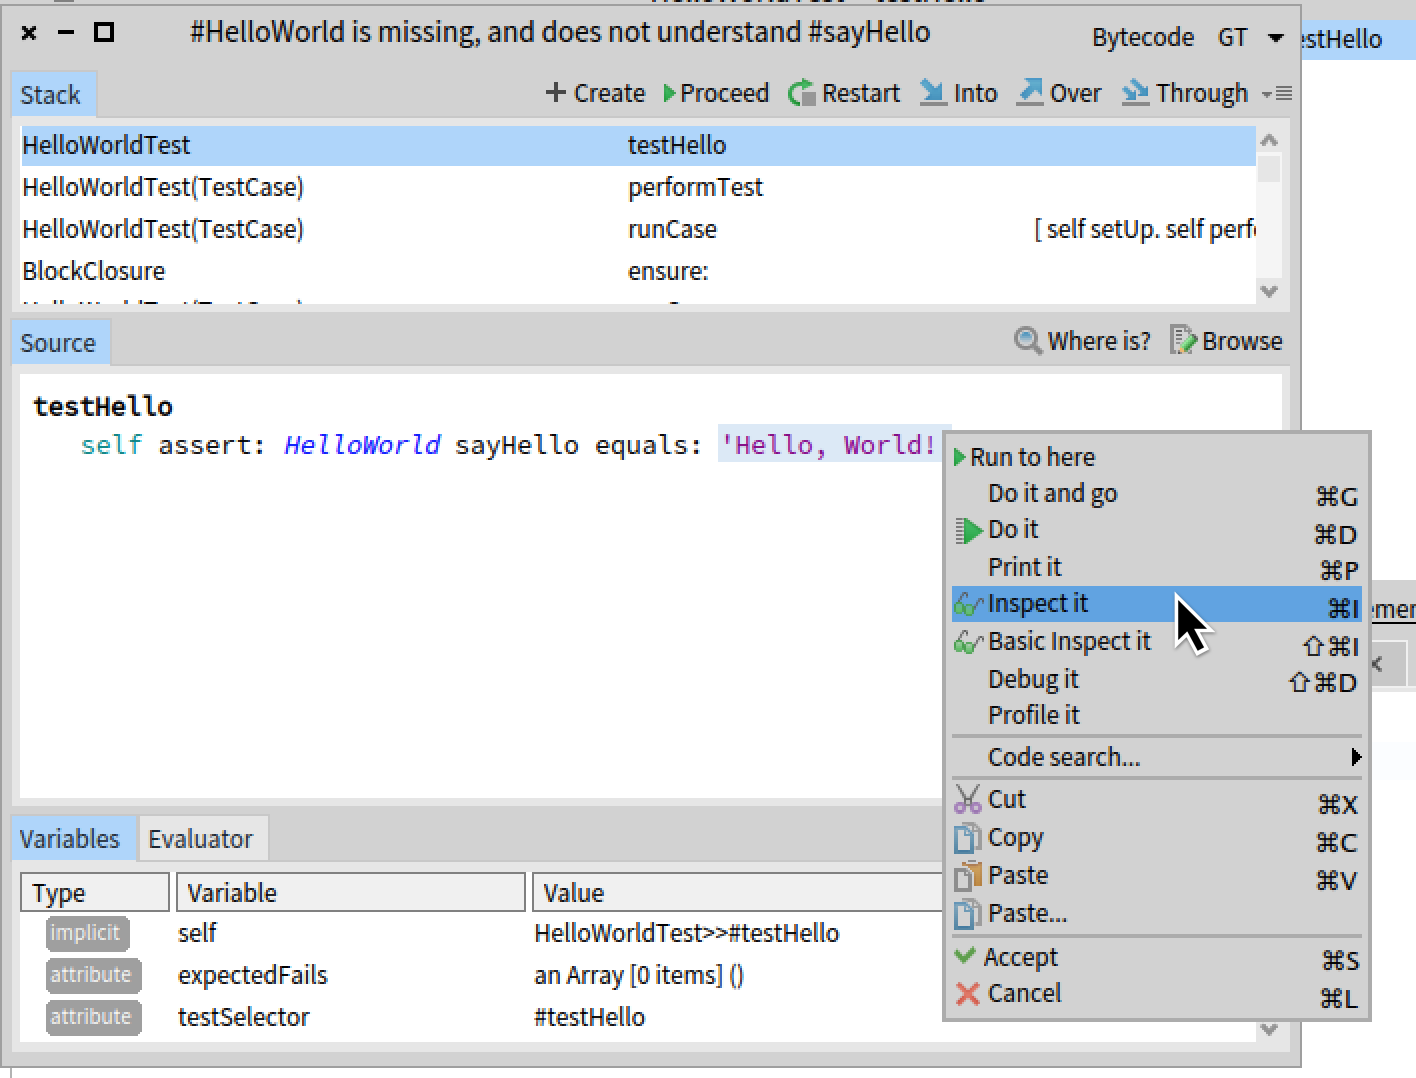 #HelloWorld is missing, and does not understand #sayHello
Bytecode GT
estHello
Stack
Create Proceed Restart Into Over Through
HelloWorldTest testHello
HelloWorldTest(TestCase) performTest
HelloWorldTest(TestCase) runCase [ self setUp. self perf
BlockClosure ensure:
Source
Where is? Browse
testHello
self assert: HelloWorld sayHello equals: 'Hello, World!
Run to here
Do it and go ⌘G
Do it ⌘D
Print it ⌘P
Inspect it ⌘I
Basic Inspect it ⇧⌘I
Debug it ⇧⌘D
Profile it
Code search...
Cut ⌘X
Copy ⌘C
Paste ⌘V
Paste...
Accept ⌘S
Cancel ⌘L
emer
Variables Evaluator
Type Variable Value
implicit self HelloWorldTest>>#testHello
attribute expectedFails an Array [0 items] ()
attribute testSelector #testHello